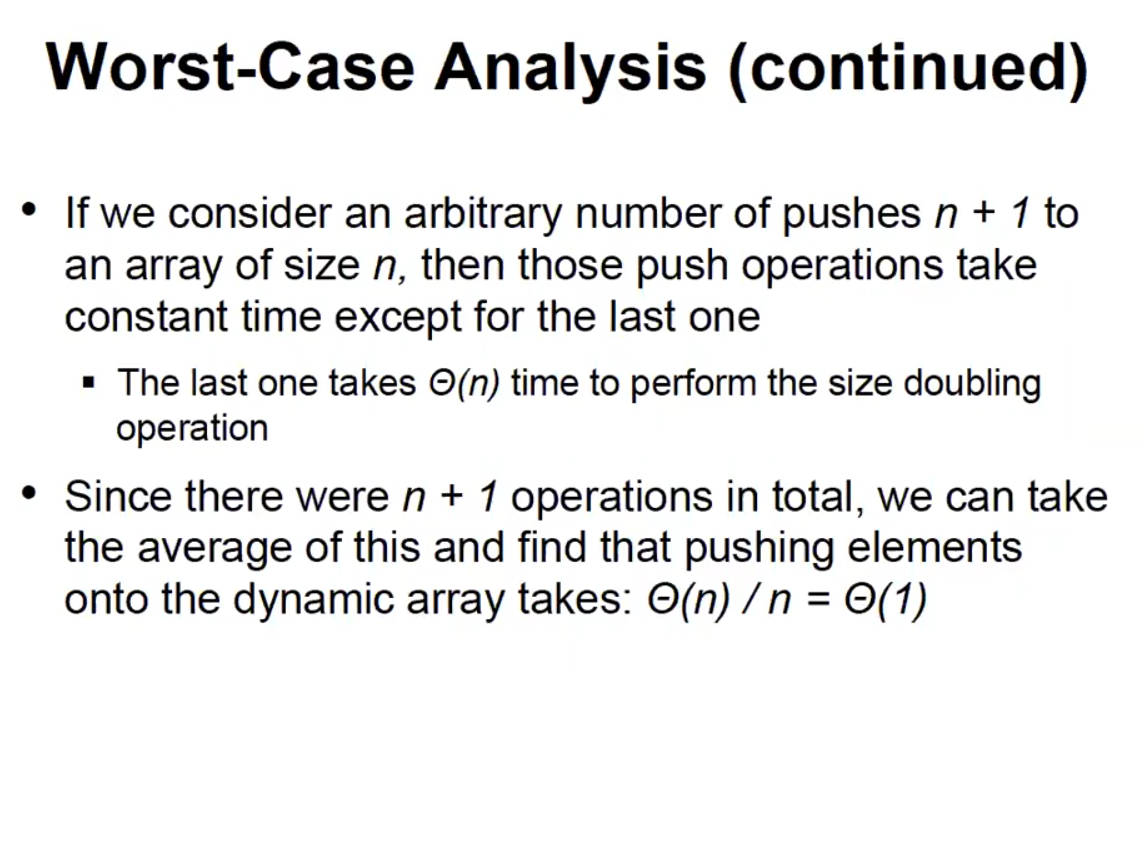 Worst-Case Analysis (continued)
• If we consider an arbitrary number of pushes n + 1 to
an array of size n, then those push operations take
constant time except for the last one
▪ The last one takes Θ(n) time to perform the size doubling
operation
• Since there were n + 1 operations in total, we can take
the average of this and find that pushing elements
onto the dynamic array takes: Θ(n) / n = Θ(1)